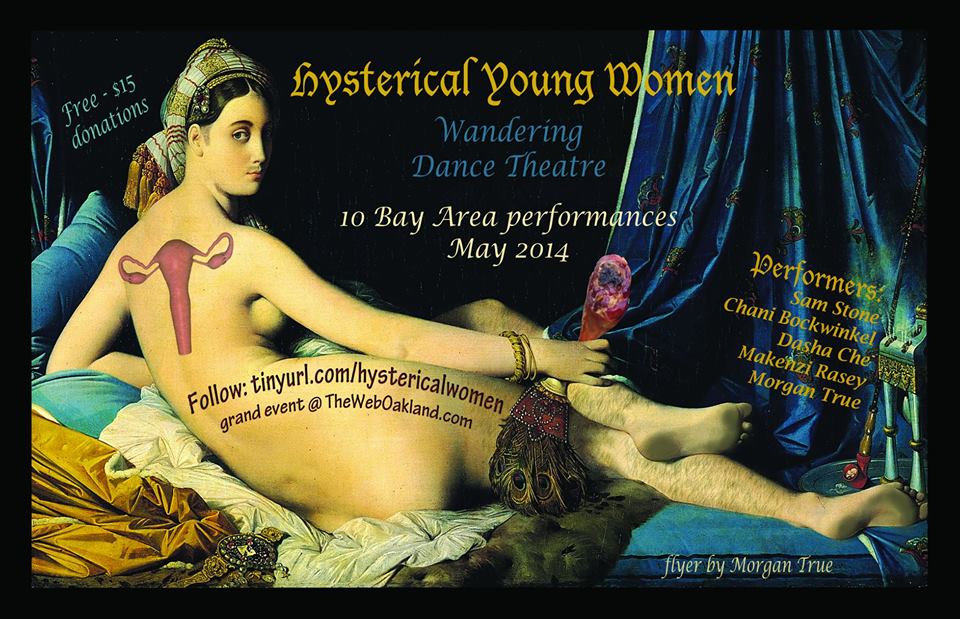 Free - $15
donations
Hysterical Young Women
Wandering
Dance Theatre
10 Bay Area performances
May 2014
Performers:
Sam Stone
Chani Bockwinkel
Dasha Che
Makenzi Rasey
Morgan True
Follow: tinyurl.com/hystericalwomen
grand event @ TheWebOakland.com
flyer by Morgan True